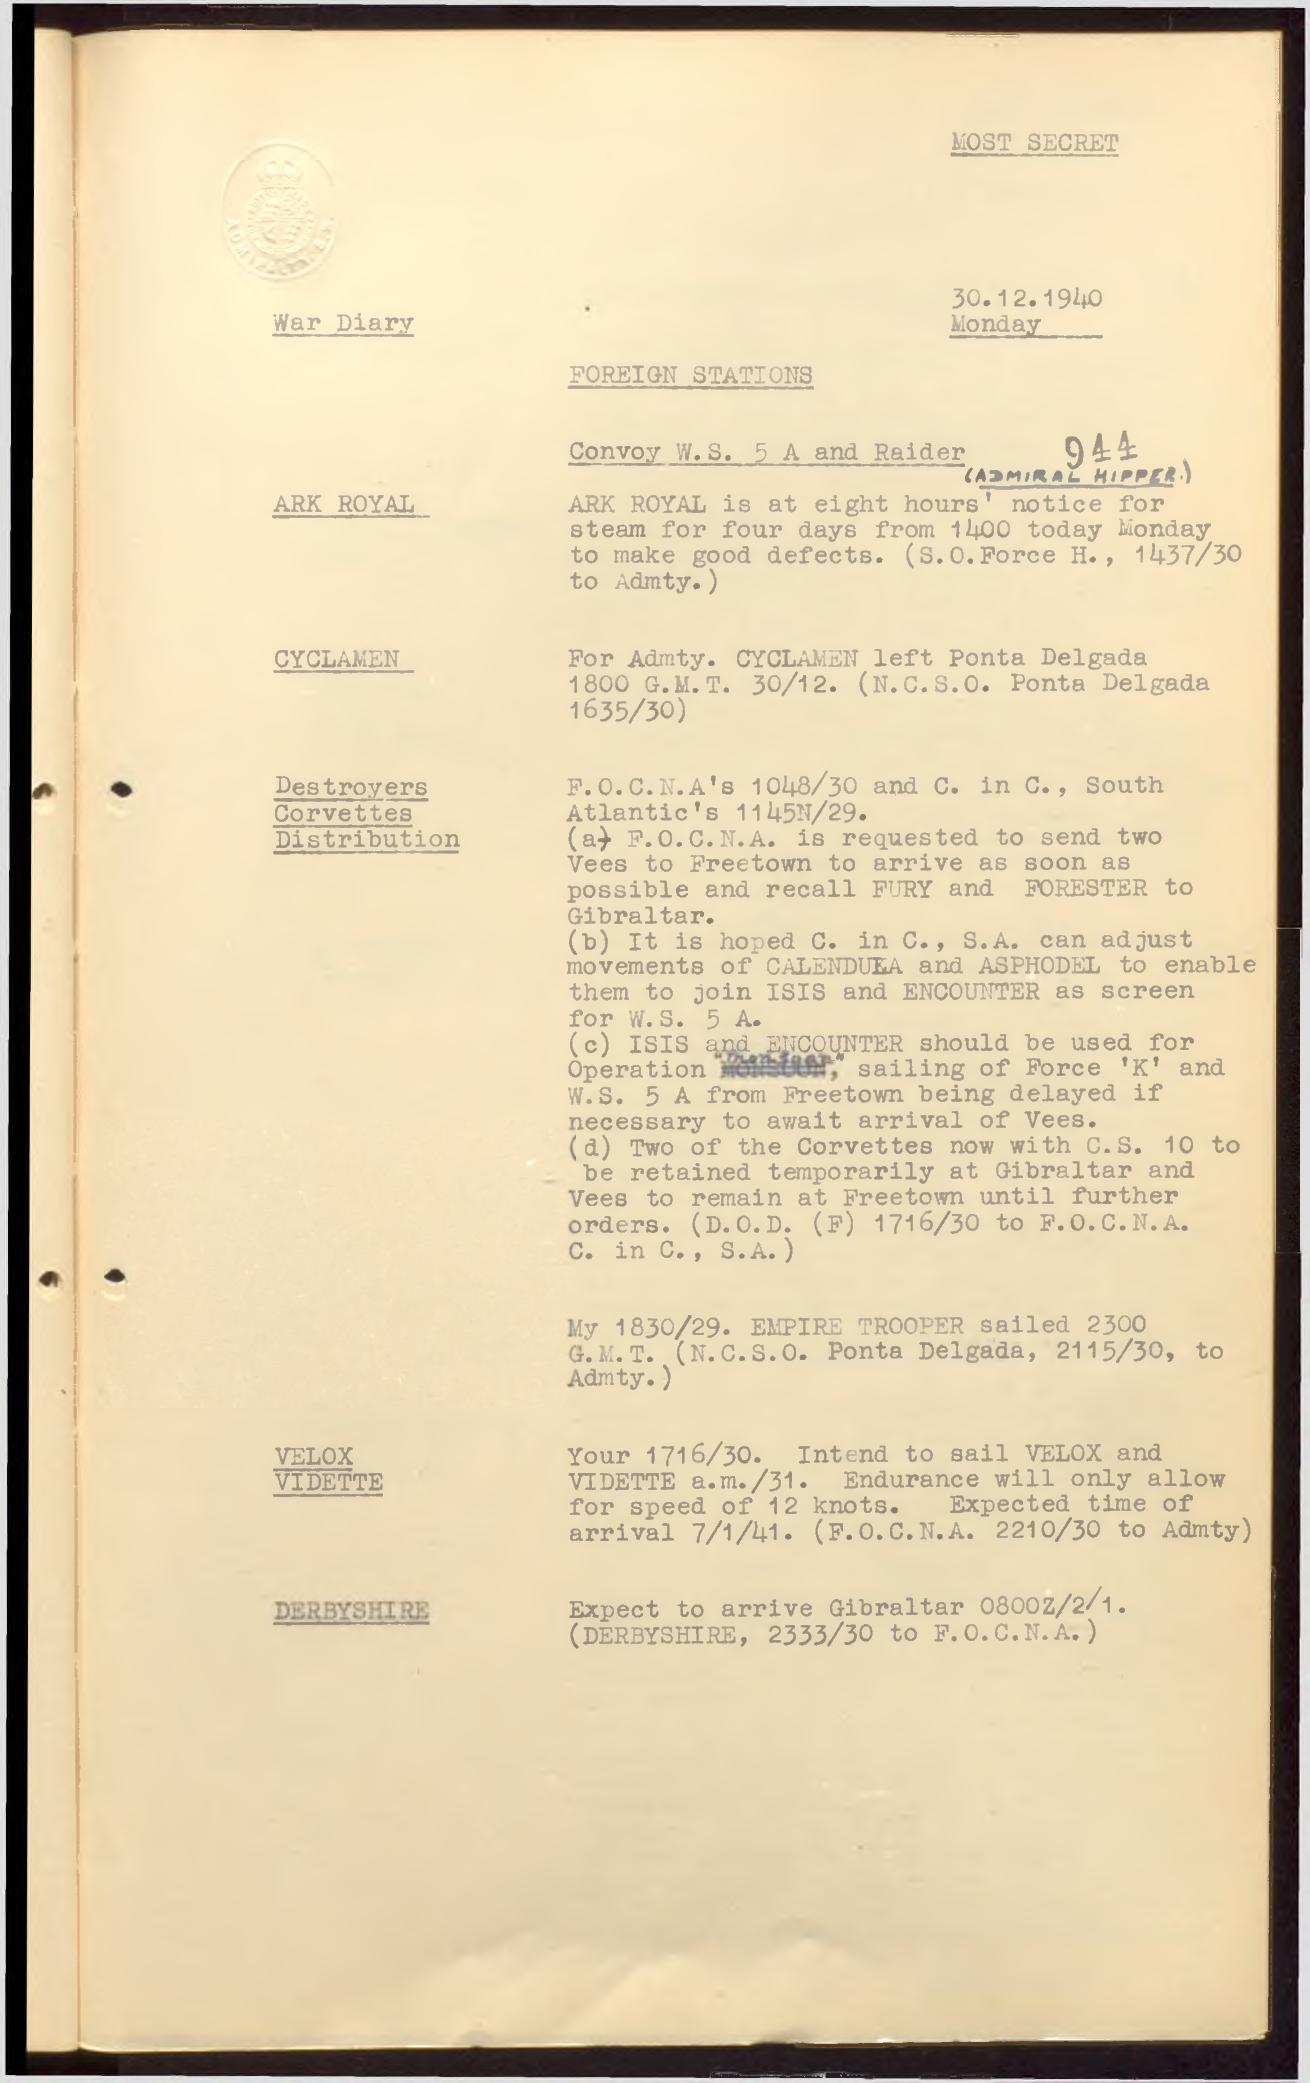 MOST SECRET
30.12.1940
War Diary
Monday
FOREIGN STATIONS
944
Convoy W.S. 5 A and Raider
(ADMIRAL HIPPER.)
ARK ROYAL
ARK ROYAL is at eight hours' notice for
steam for four days from 1400 today Monday
to make good defects. (S.O.Force H., 1437/30
to Admty.)
CYCLAMEN
For Admty. CYCLAMEN left Ponta Delgada
1800 G.M.T. 30/12. (N.C.S.O. Ponta Delgada
1635/30)
Destroyers
Corvettes
Distribution
F.O.C.N.A's 1048/30 and C. in C., South
Atlantic's 1145N/29.
(a) F.O.C.N.A. is requested to send two
Vees to Freetown to arrive as soon as
possible and recall FURY and FORESTER to
Gibraltar.
(b) It is hoped C. in C., S.A. can adjust
movements of CALENDULA and ASPHODEL to enable
them to join ISIS and ENCOUNTER as screen
for W.S. 5 A.
(c) ISIS and ENCOUNTER should be used for
Operation sailing of Force 'K' and
W.S. 5 A from Freetown being delayed if
necessary to await arrival of Vees.
(d) Two of the Corvettes now with C.S. 10 to
be retained temporarily at Gibraltar and
Vees to remain at Freetown until further
orders. (D.O.D. (F) 1716/30 to F.O.C.N.A.
C. in C., S.A.)
My 1830/29. EMPIRE TROOPER sailed 2300
G.M.T. (N.C.S.O. Ponta Delgada, 2115/30, to
Admty.)
VELOX
VIDETTE
Your 1716/30. Intend to sail VELOX and
VIDETTE a.m./31. Endurance will only allow
for speed of 12 knots. Expected time of
arrival 7/1/41. (F.O.C.N.A. 2210/30 to Admty)
DERBYSHIRE
Expect to arrive Gibraltar 0800Z/2/1.
(DERBYSHIRE, 2333/30 to F.O.C.N.A.)